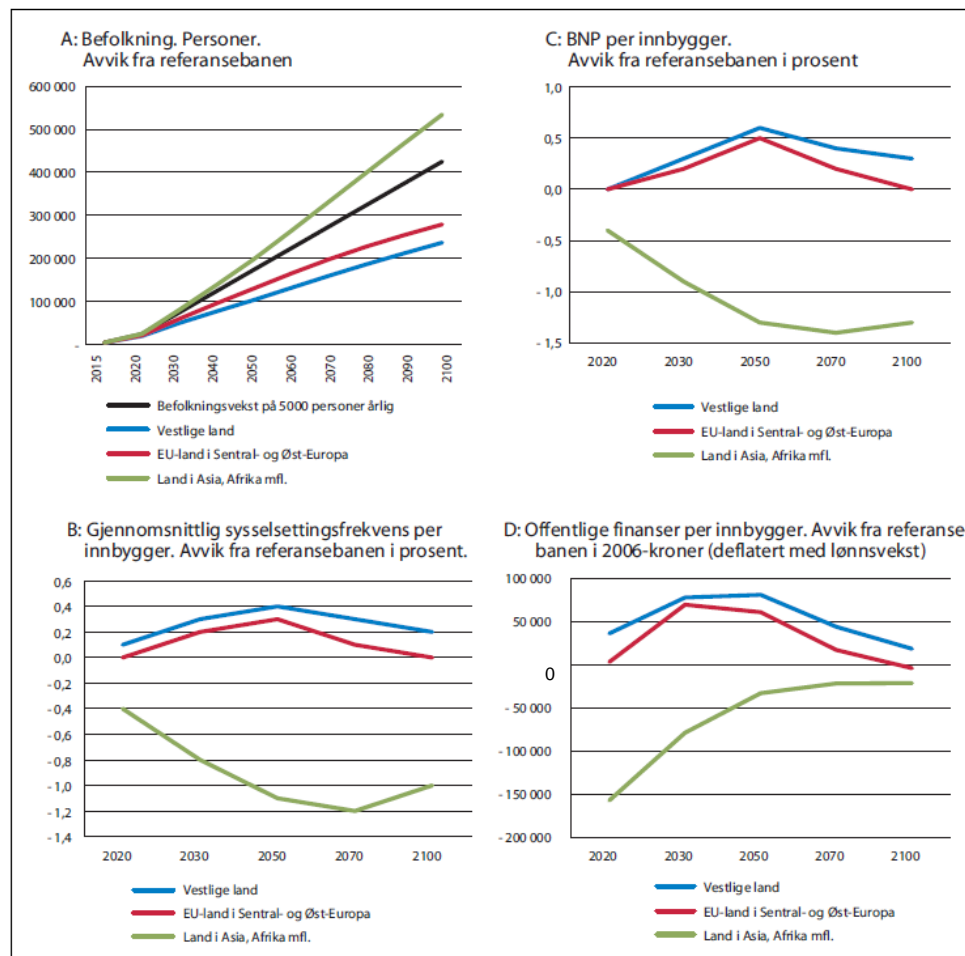 A: Befolkning. Personer.
Avvik fra referansebanen
600 000
500 000
400 000
300 000
200 000
100 000
-
2015
2020
2030
2040
2050
2060
2070
2080
2090
2100
Befolkningsvekst på 5000 personer årlig
Vestlige land
EU-land i Sentral- og Øst-Europa
Land i Asia, Afrika mfl.
C: BNP per innbygger.
Avvik fra referansebanen i prosent
1,0
0,5
0,0
- 0,5
- 1,0
- 1,5
2020
2030
2050
2070
2100
Vestlige land
EU-land i Sentral- og Øst-Europa
Land i Asia, Afrika mfl.
B: Gjennomsnittlig sysselsettingsfrekvens per
innbygger. Avvik fra referansebanen i prosent.
0,6
0,4
0,2
0,0
- 0,2
- 0,4
- 0,6
- 0,8
- 1,0
- 1,2
- 1,4
2020
2030
2050
2070
2100
Vestlige land
EU-land i Sentral- og Øst-Europa
Land i Asia, Afrika mfl.
D: Offentlige finanser per innbygger. Avvik fra referanse
banen i 2006-kroner (deflatert med lønnsvekst)
100 000
50 000
0
- 50 000
- 100 000
- 150 000
- 200 000
2020
2030
2050
2070
2100
Vestlige land
EU-land i Sentral- og Øst-Europa
Land i Asia, Afrika mfl.